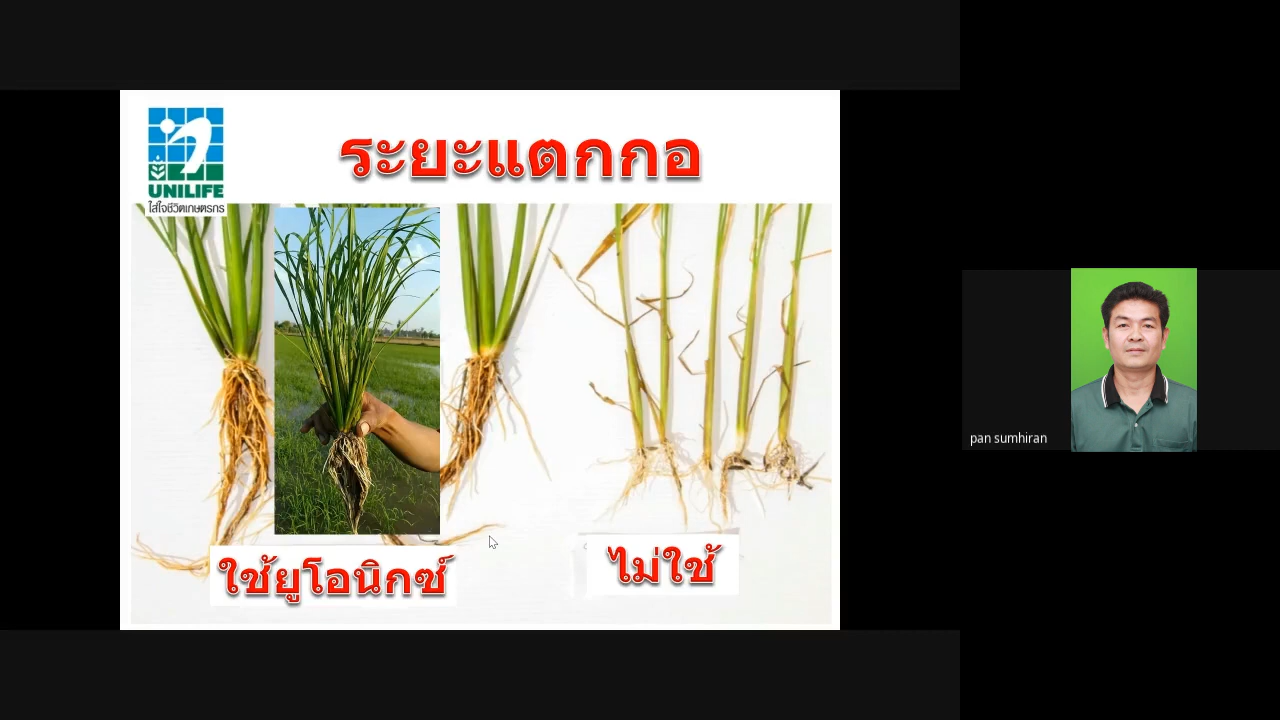 ระยะแตกกอ
UNILIFE
ใส่ใจชีวิตเกษตรกร
ใช้ยูโอนิกซ์
ไม่ใช้
pan sumhiran